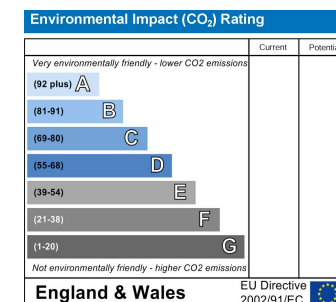 Environmental Impact (CO₂) Rating
Current Potentia
Very environmentally friendly - lower CO2 emissions
(92 plus) A
(81-91) B
(69-80) C
(55-68) D
(39-54) E
(21-38) F
(1-20) G
Not environmentally friendly - higher CO2 emissions
England & Wales
EU Directive
2002/91/EC